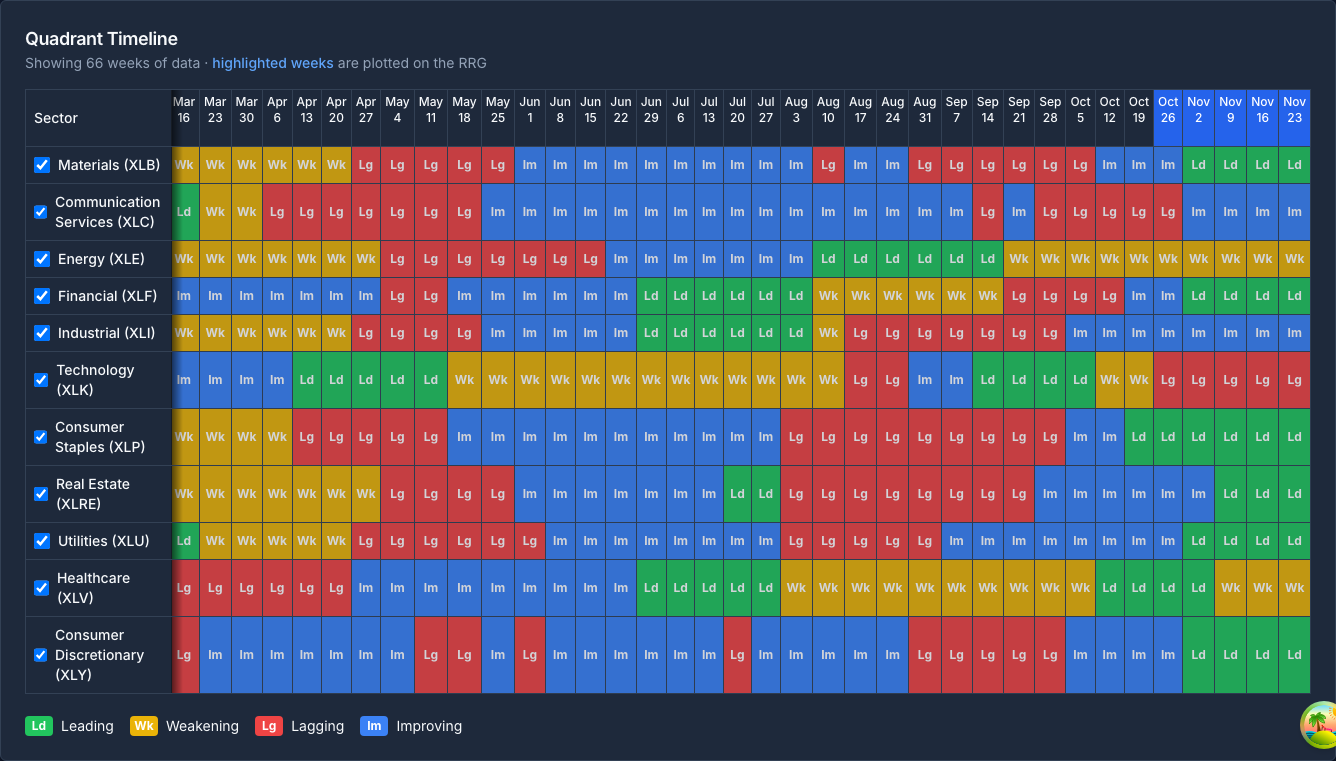 Quadrant Timeline
Showing 66 weeks of data · highlighted weeks are plotted on the RRG
Sector Mar 16 Mar 23 Mar 30 Apr 6 Apr 13 Apr 20 Apr 27 May 4 May 11 May 18 May 25 Jun 1 Jun 8 Jun 15 Jun 22 Jun 29 Jul 6 Jul 13 Jul 20 Jul 27 Aug 3 Aug 10 Aug 17 Aug 24 Aug 31 Sep 7 Sep 14 Sep 21 Sep 28 Oct 5 Oct 12 Oct 19 Oct 26 Nov 2 Nov 9 Nov 16 Nov 23
Materials (XLB) Wk Wk Wk Wk Wk Wk Lg Lg Lg Lg Lg Im Im Im Im Im Im Im Im Im Im Lg Im Im Lg Lg Lg Lg Lg Lg Im Im Im Ld Ld Ld Ld
Communication Services (XLC) Ld Wk Wk Lg Lg Lg Lg Lg Lg Lg Im Im Im Im Im Im Im Im Im Im Im Im Im Im Im Im Lg Im Lg Lg Lg Lg Lg Im Im Im Im
Energy (XLE) Wk Wk Wk Wk Wk Wk Wk Lg Lg Lg Lg Lg Lg Lg Im Im Im Im Im Im Im Ld Ld Ld Ld Ld Ld Wk Wk Wk Wk Wk Wk Wk Wk Wk Wk
Financial (XLF) Im Im Im Im Im Im Im Lg Lg Im Im Im Im Im Im Ld Ld Ld Ld Ld Ld Wk Wk Wk Wk Wk Wk Lg Lg Lg Lg Im Im Ld Ld Ld Ld
Industrial (XLI) Wk Wk Wk Wk Wk Wk Lg Lg Lg Lg Im Im Im Im Im Ld Ld Ld Ld Ld Ld Wk Lg Lg Lg Lg Lg Lg Lg Im Im Im Im Im Im Im Im
Technology (XLK) Im Im Im Im Ld Ld Ld Ld Ld Wk Wk Wk Wk Wk Wk Wk Wk Wk Wk Wk Wk Wk Lg Lg Im Im Ld Ld Ld Ld Wk Wk Lg Lg Lg Lg Lg
Consumer Staples (XLP) Wk Wk Wk Wk Lg Lg Lg Lg Lg Im Im Im Im Im Im Im Im Im Im Im Lg Lg Lg Lg Lg Lg Lg Lg Lg Im Im Ld Ld Ld Ld Ld Ld
Real Estate (XLRE) Wk Wk Wk Wk Wk Wk Wk Lg Lg Lg Lg Im Im Im Im Im Im Im Ld Ld Lg Lg Lg Lg Lg Lg Lg Lg Im Im Im Im Im Im Ld Ld Ld
Utilities (XLU) Ld Wk Wk Wk Wk Wk Lg Lg Lg Lg Lg Lg Im Im Im Im Im Im Im Im Lg Lg Lg Lg Lg Im Im Im Im Im Im Im Im Ld Ld Ld Ld
Healthcare (XLV) Lg Lg Lg Lg Lg Lg Im Im Im Im Im Im Im Im Im Ld Ld Ld Ld Ld Wk Wk Wk Wk Wk Wk Wk Wk Wk Wk Ld Ld Ld Ld Wk Wk Wk
Consumer Discretionary (XLY) Lg Im Im Im Im Im Im Im Lg Lg Im Lg Im Im Im Im Im Im Lg Im Im Im Im Im Lg Lg Lg Lg Lg Im Im Im Im Ld Ld Ld Ld
Ld Leading Wk Weakening Lg Lagging Im Improving